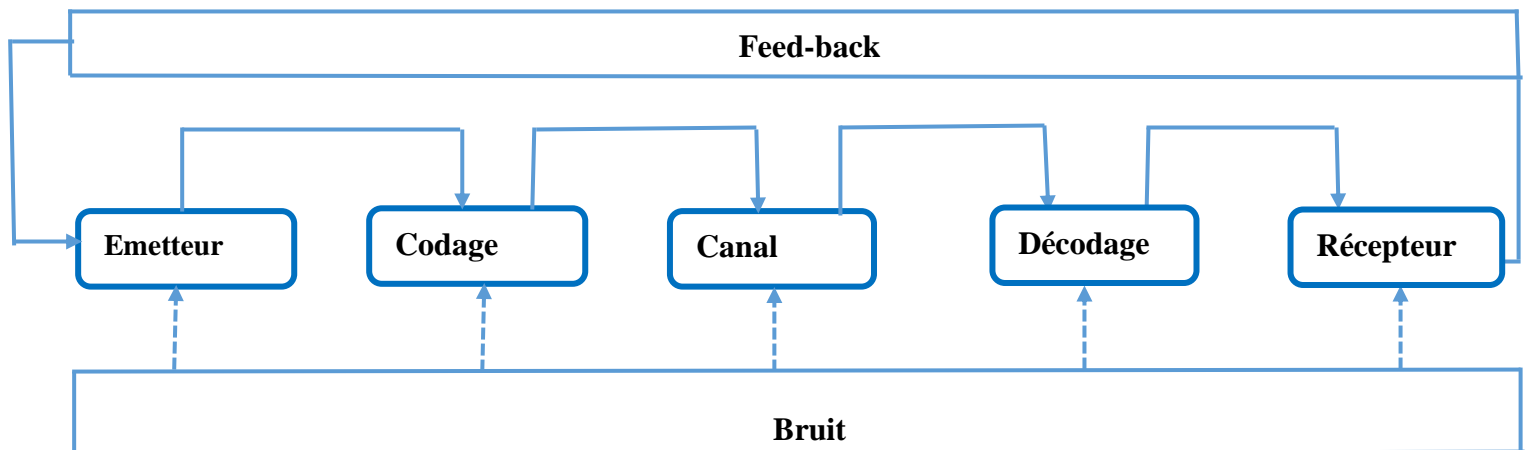 Feed-back
Emetteur
Codage
Canal
Décodage
Récepteur
Bruit